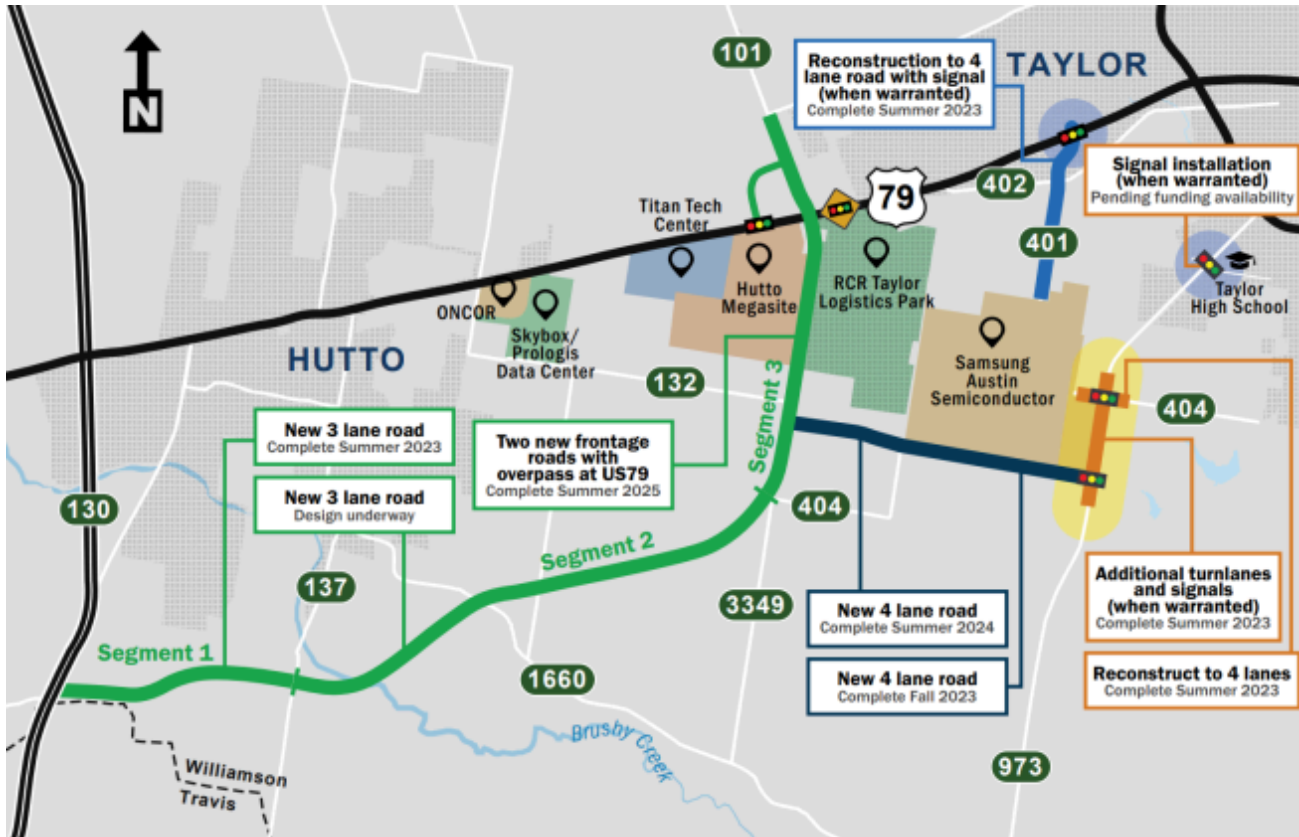 101
Reconstruction to 4
lane road with signal
(when warranted)
Complete Summer 2023
TAYLOR
N
Signal installation
(when warranted)
Pending funding availability
402
79
Titan Tech
Center
401
Hutto
Megasite
RCR Taylor
Logistics Park
Taylor
High School
ONCOR
Skybox/
Prologis
Data Center
HUTTO
132
Samsung
Austin
Semiconductor
404
Segment 3
New 3 lane road
Complete Summer 2023
Two new frontage
roads with
overpass at US79
Complete Summer 2025
New 3 lane road
Design underway
130
404
Segment 2
137
3349
New 4 lane road
Complete Summer 2024
Additional turnlanes
and signals
(when warranted)
Complete Summer 2023
Segment 1
1660
New 4 lane road
Complete Fall 2023
Reconstruct to 4 lanes
Complete Summer 2023
Brusby Creek
973
Williamson
Travis